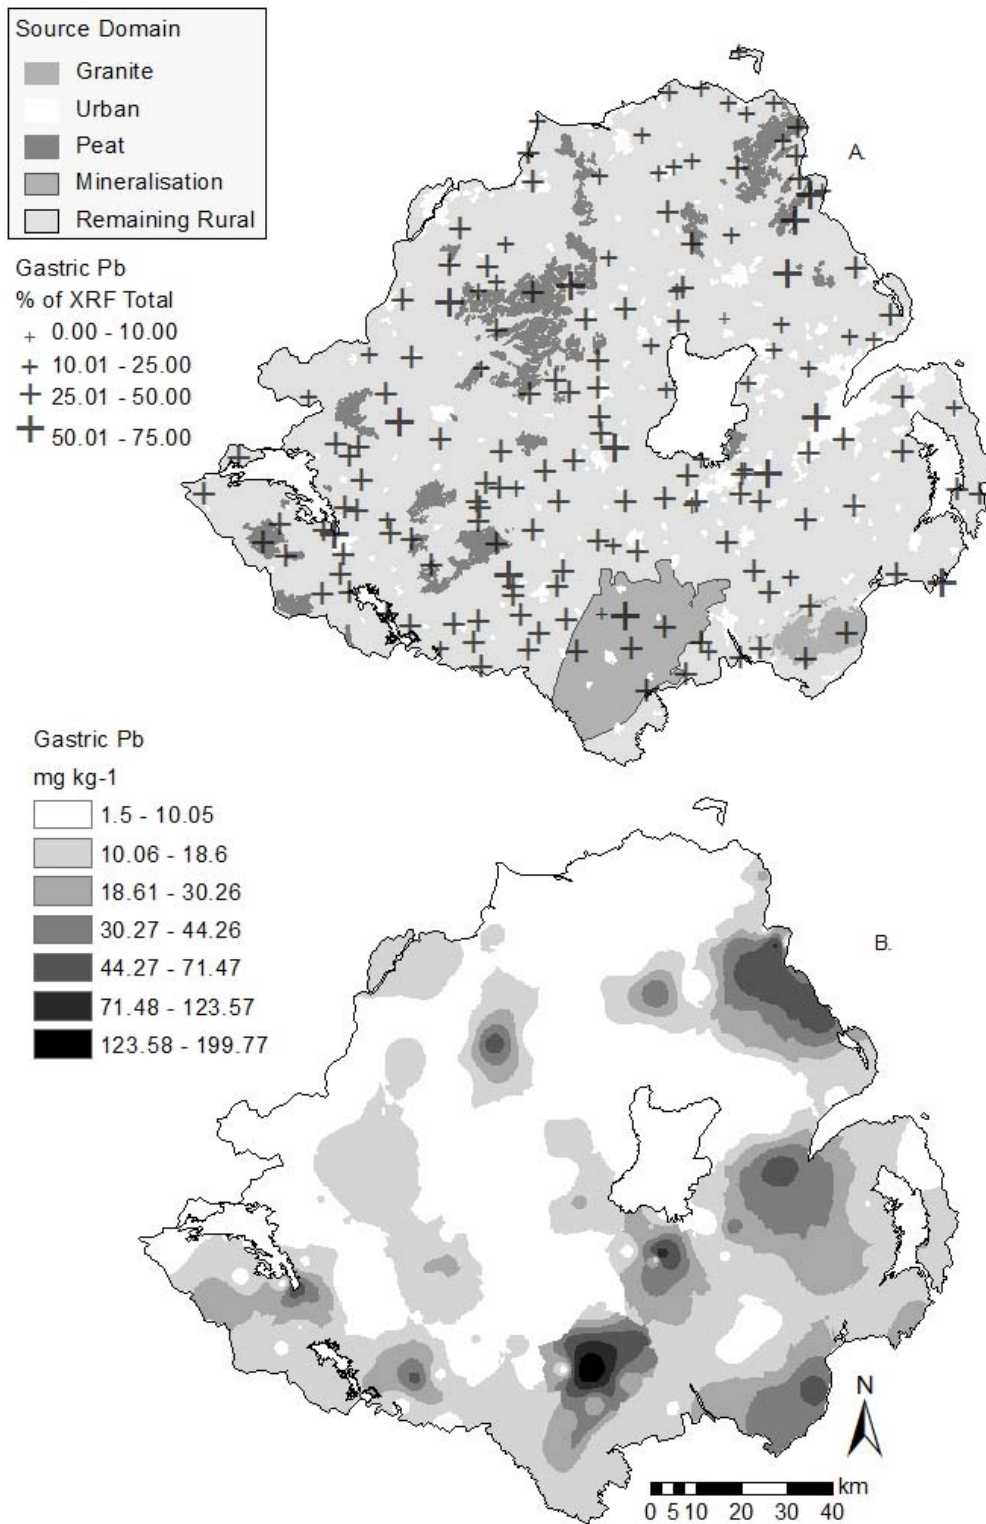 Source Domain
Granite
Urban
Peat
Mineralisation
Remaining Rural
Gastric Pb
% of XRF Total
0.00 - 10.00
10.01 - 25.00
25.01 - 50.00
50.01 - 75.00
A.
Gastric Pb
mg kg-1
1.5 - 10.05
10.06 - 18.6
18.61 - 30.26
30.27 - 44.26
44.27 - 71.47
71.48 - 123.57
123.58 - 199.77
B.
N
km
0 5 10 20 30 40